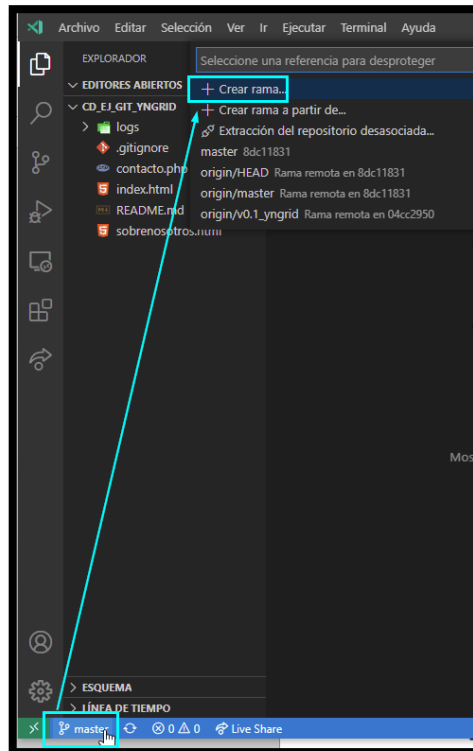 Archivo Editar Selección Ver Ir Ejecutar Terminal Ayuda
EXPLORADOR
Seleccione una referencia para desproteger
EDITORES ABIERTOS
+ Crear rama...
CD_EJ_GIT_YNGRID
+ Crear rama a partir de...
logs
Extracción del repositorio desasociada...
.gitignore
master 8dc11831
contacto.php
origin/HEAD Rama remota en 8dc11831
index.html
origin/master Rama remota en 8dc11831
README.md
origin/v0.1_yngrid Rama remota en 04cc2950
sobrenosotros.html
Mos
ESQUEMA
LÍNEA DE TIEMPO
master 0 0 Live Share